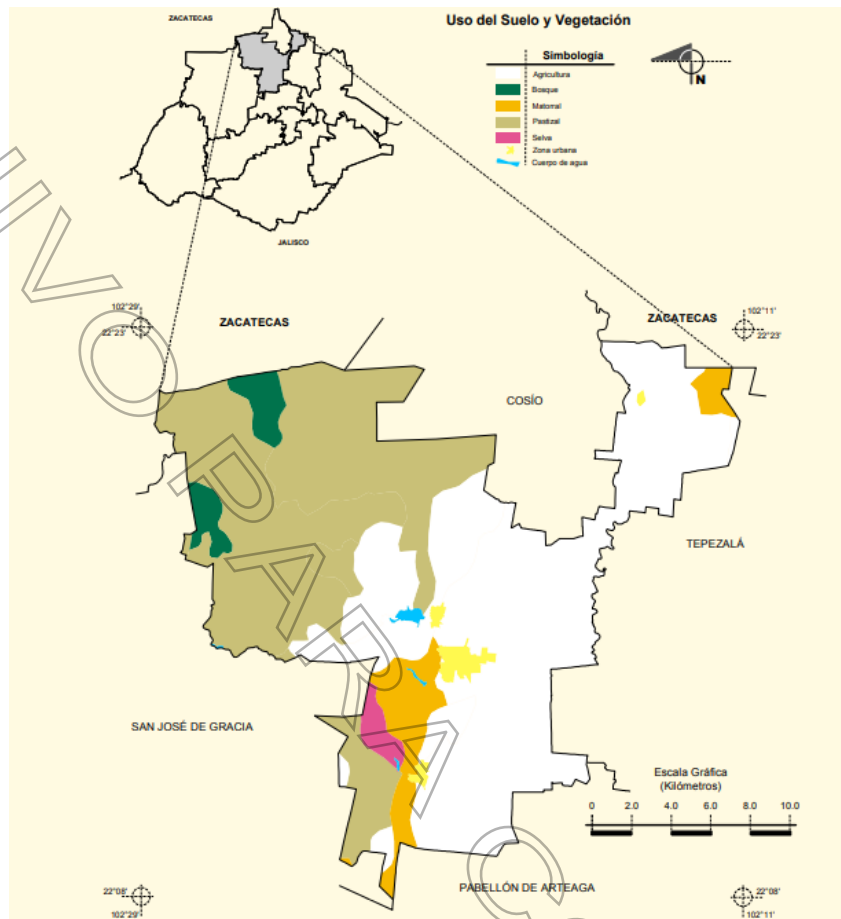 ZACATECAS
Uso del Suelo y Vegetación
Simbología
Agricultura
Bosque
Matorral
Pastizal
Selva
Zona urbana
Cuerpo de agua
N
JALISCO
102°29'
22°23'
ZACATECAS
ZACATECAS
102°11'
22°23'
COSÍO
TEPEZALÁ
SAN JOSÉ DE GRACIA
Escala Gráfica
(Kilómetros)
0 2.0 4.0 6.0 8.0 10.0
PABELLÓN DE ARTEAGA
22°08'
102°29'
22°08'
102°11'
IVO PARA C